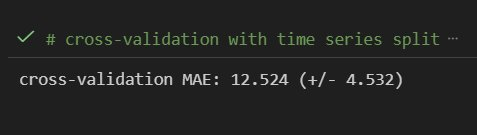 # cross-validation with time series split ···
cross-validation MAE: 12.524 (+/- 4.532)